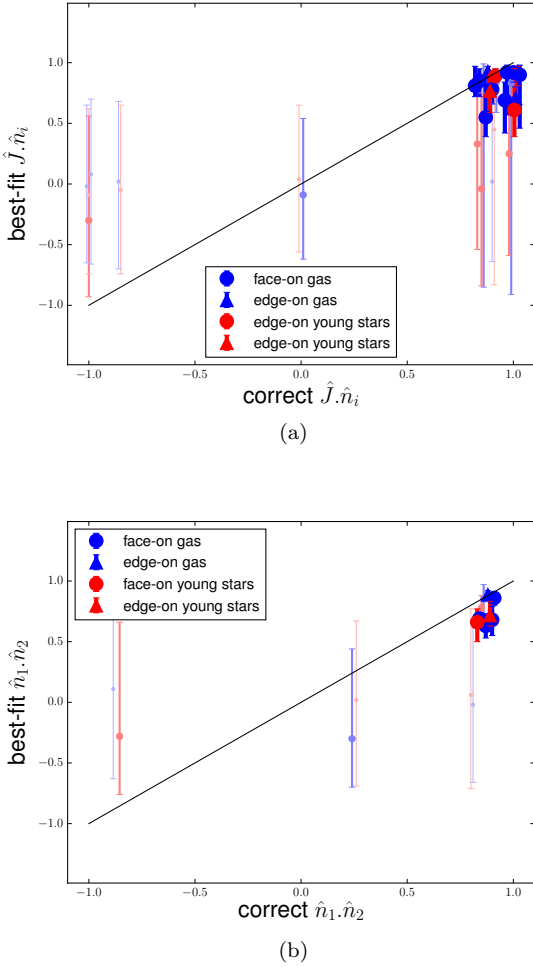 1.0
0.5
0.0
−0.5
−1.0
best-fit Ĵ.n̂ᵢ
face-on gas
edge-on gas
edge-on young stars
edge-on young stars
−1.0 −0.5 0.0 0.5 1.0
correct Ĵ.n̂ᵢ
(a)
1.0
0.5
0.0
−0.5
−1.0
best-fit n̂₁.n̂₂
face-on gas
edge-on gas
face-on young stars
edge-on young stars
−1.0 −0.5 0.0 0.5 1.0
correct n̂₁.n̂₂
(b)